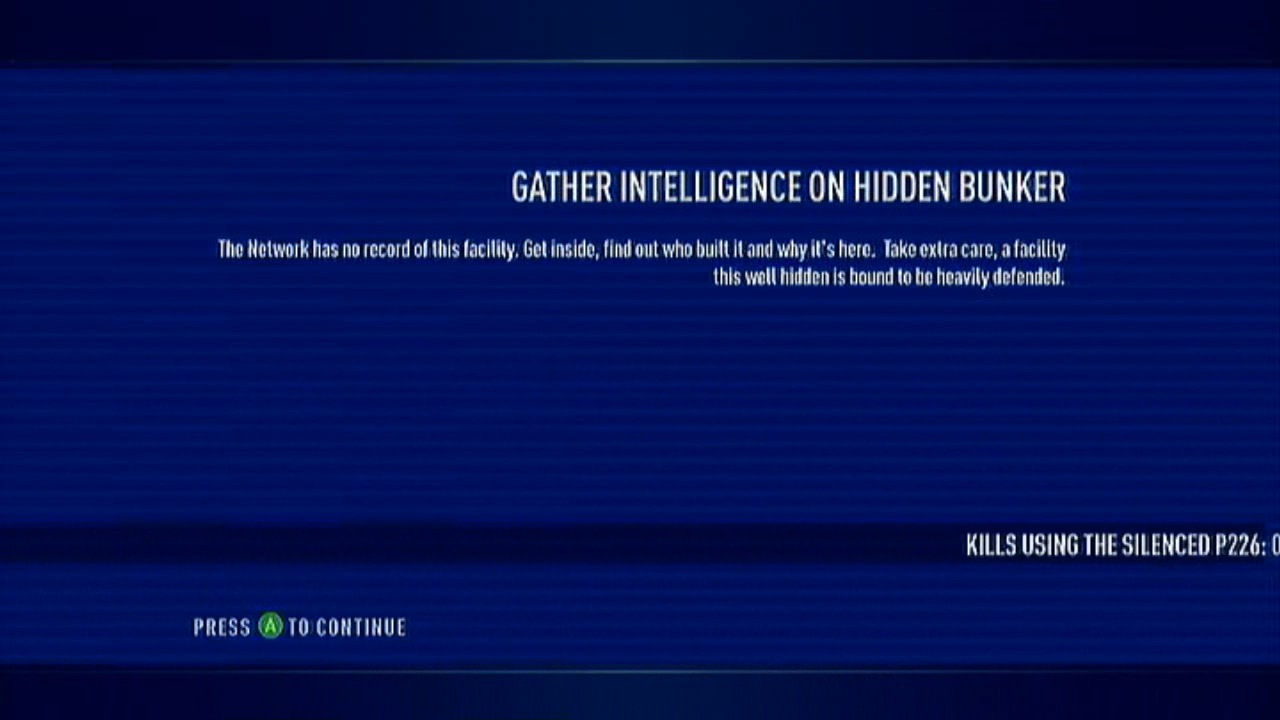 GATHER INTELLIGENCE ON HIDDEN BUNKER
The Network has no record of this facility. Get inside, find out who built it and why it's here.  Take extra care, a facility
this well hidden is bound to be heavily defended.
KILLS USING THE SILENCED P226: 0
PRESS A TO CONTINUE